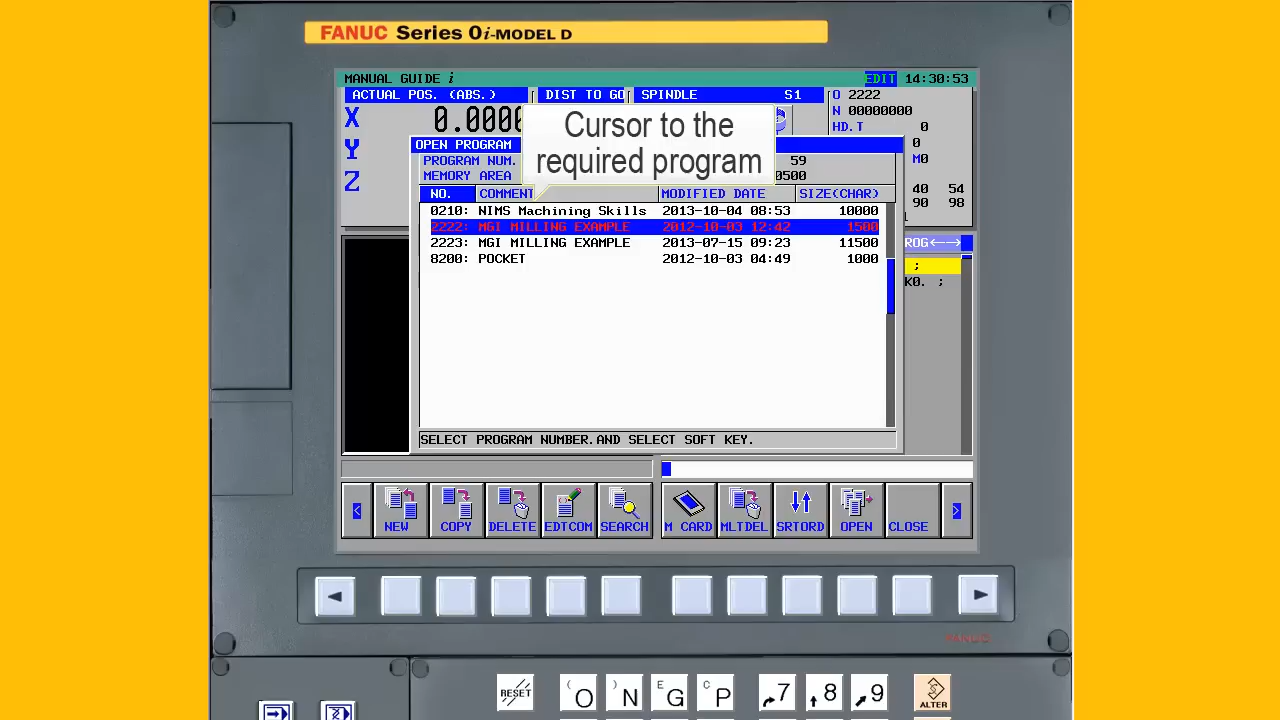 FANUC Series 0i-MODEL D
MANUAL GUIDE i EDIT 14:30:53
ACTUAL POS. (ABS.) DIST TO GO SPINDLE S1 O 2222
X 0.0000 N 00000000
HD.T 0
Cursor to the
required program
Y 0 M0
OPEN PROGRAM
PROGRAM NUM. 59
MEMORY AREA 0500
Z 40 54
90 98
NO. COMMENT MODIFIED DATE SIZE(CHAR)
0210: NIMS Machining Skills 2013-10-04 08:53 10000
2222: MGI MILLING EXAMPLE 2012-10-03 12:42 1500
2223: MGI MILLING EXAMPLE 2013-07-15 09:23 11500
8200: POCKET 2012-10-03 04:49 1000
ROG←→
;
K0. ;
SELECT PROGRAM NUMBER.AND SELECT SOFT KEY.
< NEW COPY DELETE EDTCOM SEARCH M CARD MLTDEL SRTORD OPEN CLOSE >
FANUC
RESET ( O ) N E G C P 7 8 9 ALTER